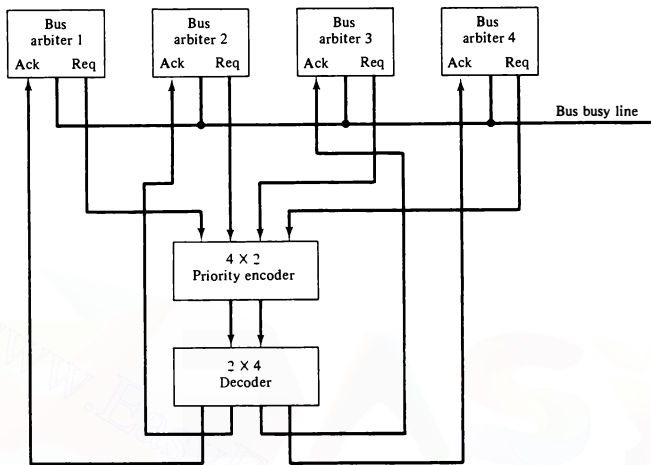 Bus
arbiter 1
Ack Req
Bus
arbiter 2
Ack Req
Bus
arbiter 3
Ack Req
Bus
arbiter 4
Ack Req
Bus busy line
4 × 2
Priority encoder
2 × 4
Decoder